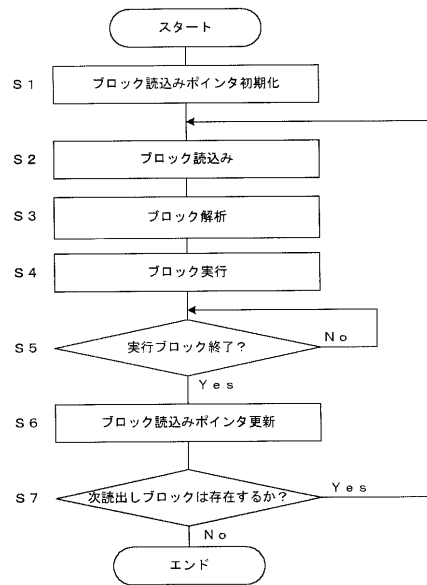 スタート
S1 ブロック読込みポインタ初期化
S2 ブロック読込み
S3 ブロック解析
S4 ブロック実行
No
S5 実行ブロック終了?
Yes
S6 ブロック読込みポインタ更新
Yes
S7 次読出しブロックは存在するか?
No
エンド